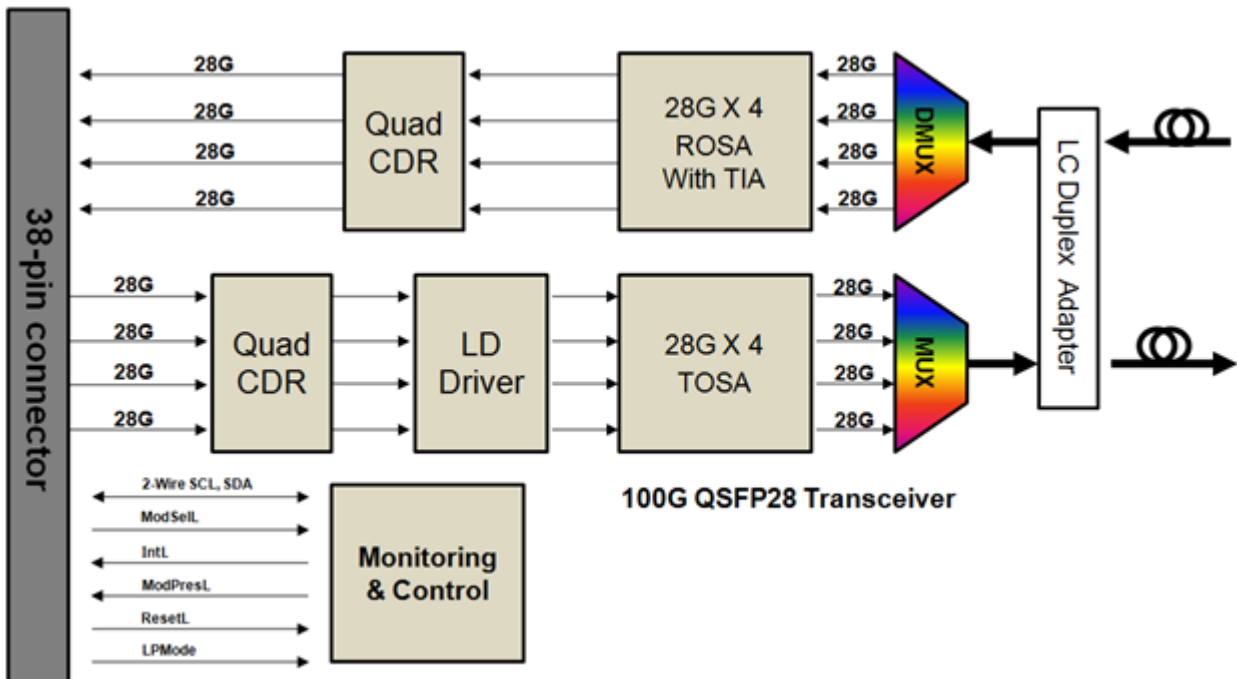 38-pin connector
28G
28G
28G
28G
Quad
CDR
28G X 4
ROSA
With TIA
28G
28G
28G
28G
DMUX
LC Duplex Adapter
28G
28G
28G
28G
Quad
CDR
LD
Driver
28G X 4
TOSA
28G
28G
28G
28G
MUX
2-Wire SCL, SDA
ModSelL
IntL
ModPresL
ResetL
LPMode
Monitoring
& Control
100G QSFP28 Transceiver